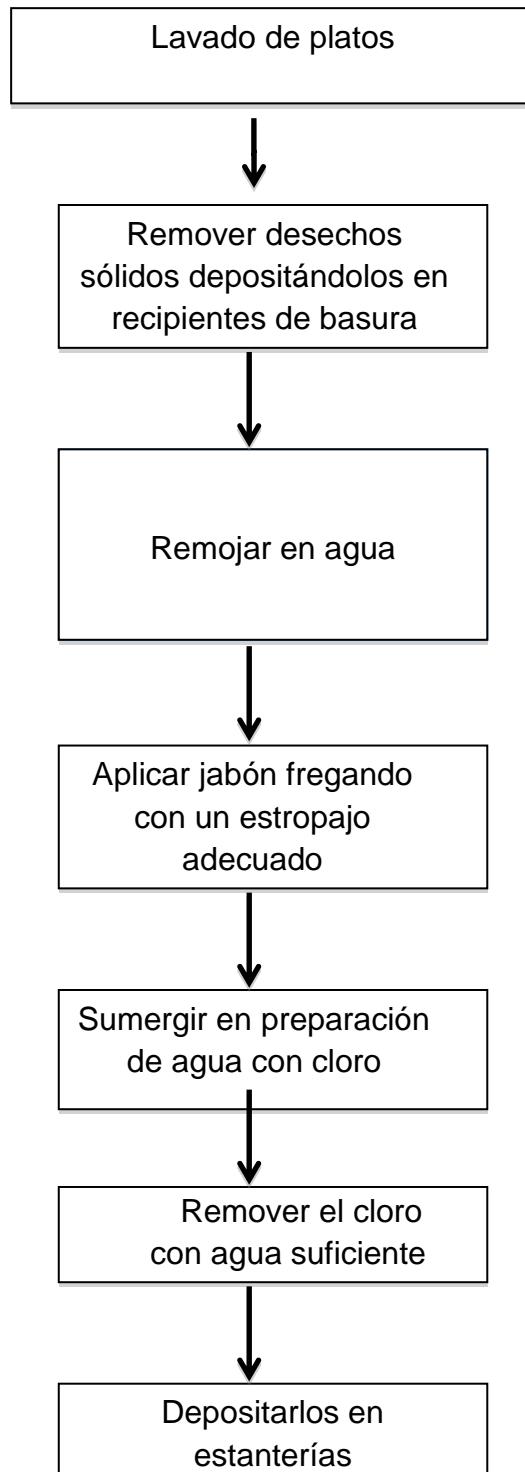 Lavado de platos
Remover desechos
sólidos depositándolos en
recipientes de basura
Remojar en agua
Aplicar jabón fregando
con un estropajo
adecuado
Sumergir en preparación
de agua con cloro
Remover el cloro
con agua suficiente
Depositarlos en
estanterías